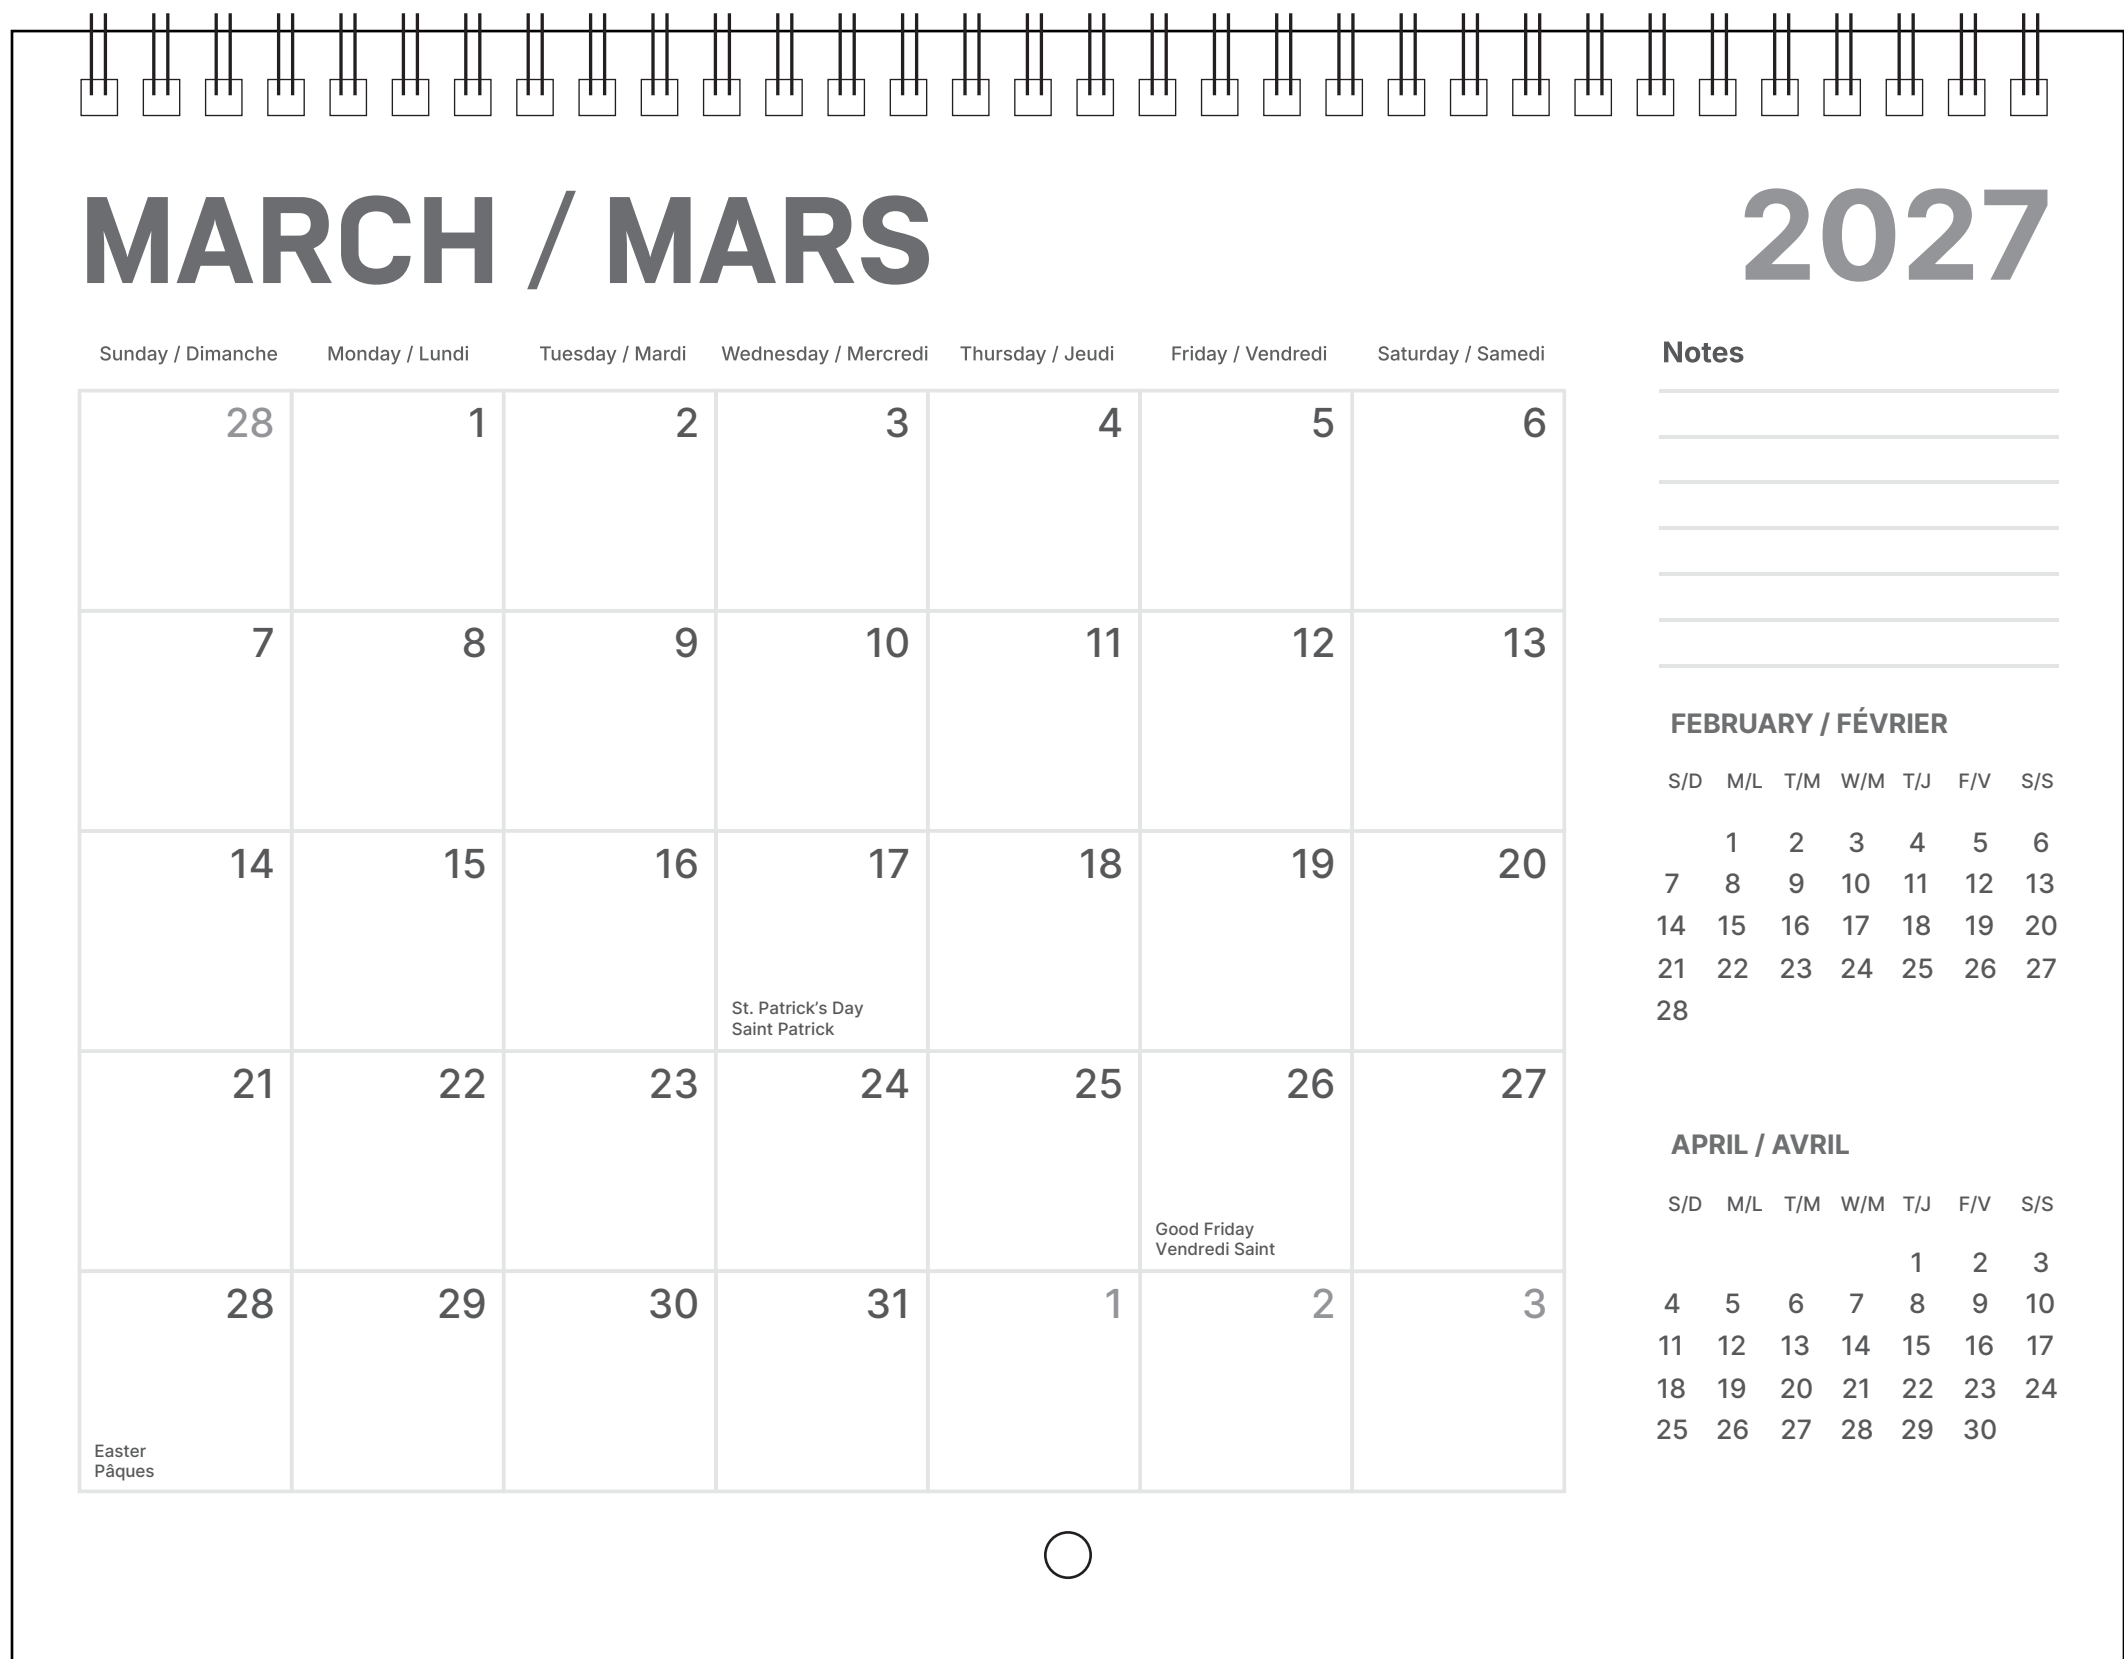 MARCH / MARS 2027
Sunday / Dimanche Monday / Lundi Tuesday / Mardi Wednesday / Mercredi Thursday / Jeudi Friday / Vendredi Saturday / Samedi
28 1 2 3 4 5 6
7 8 9 10 11 12 13
14 15 16 17 18 19 20
St. Patrick’s Day
Saint Patrick
21 22 23 24 25 26 27
Good Friday
Vendredi Saint
28 29 30 31 1 2 3
Easter
Pâques
Notes
FEBRUARY / FÉVRIER
S/D M/L T/M W/M T/J F/V S/S
1 2 3 4 5 6
7 8 9 10 11 12 13
14 15 16 17 18 19 20
21 22 23 24 25 26 27
28
APRIL / AVRIL
S/D M/L T/M W/M T/J F/V S/S
1 2 3
4 5 6 7 8 9 10
11 12 13 14 15 16 17
18 19 20 21 22 23 24
25 26 27 28 29 30